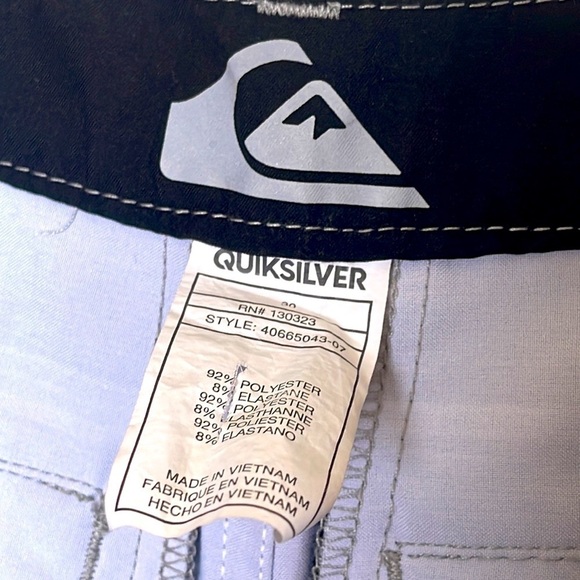 QUIKSILVER
30
RN# 130323
STYLE: 40665043-07
92% POLYESTER
8% ELASTANE
92% POLYESTER
8% ELASTHANNE
92% POLIESTER
8% ELASTANO
MADE IN VIETNAM
FABRIQUE EN VIETNAM
HECHO EN VIETNAM